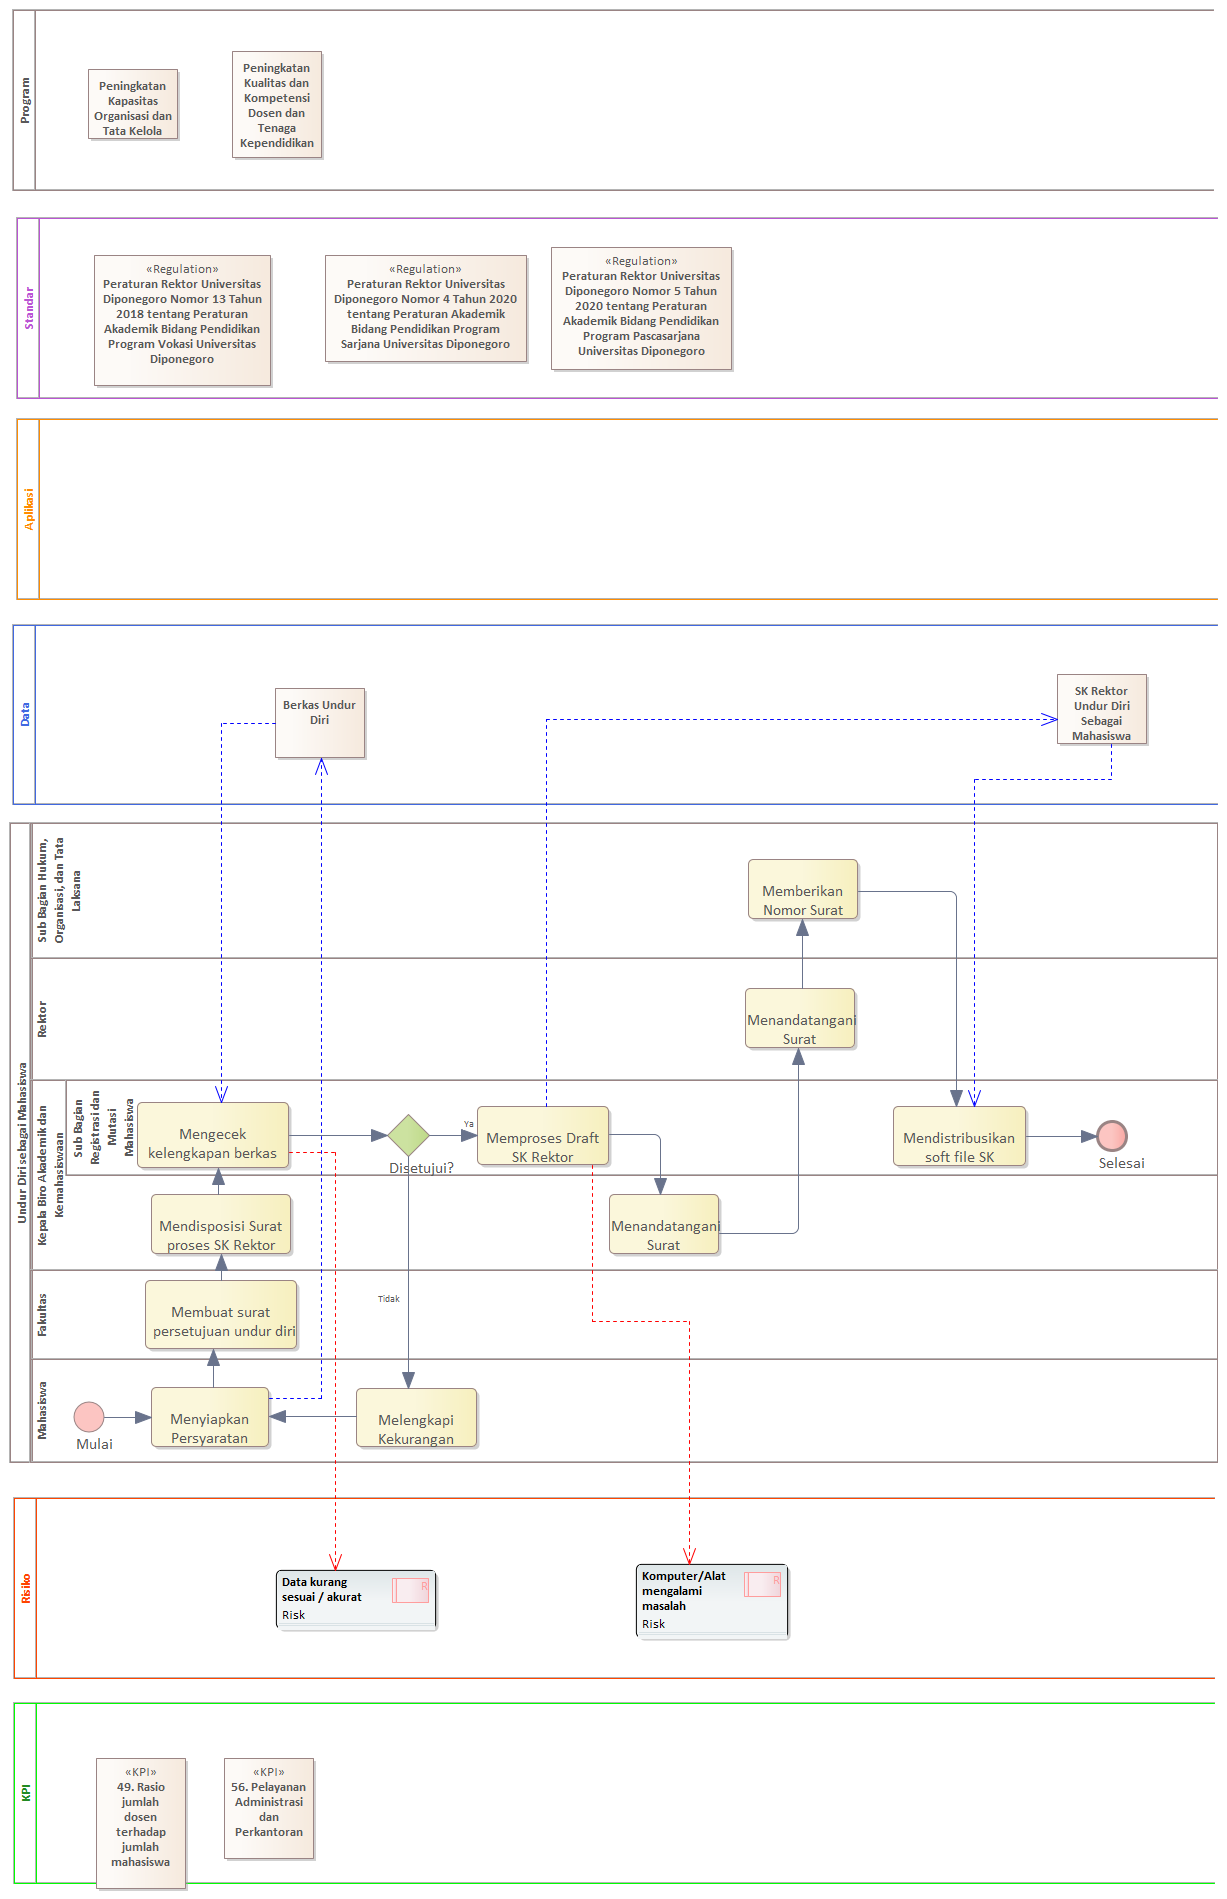 Program
Peningkatan
Kapasitas
Organisasi dan
Tata Kelola
Peningkatan
Kualitas dan
Kompetensi
Dosen dan
Tenaga
Kependidikan
Standar
«Regulation»
Peraturan Rektor Universitas
Diponegoro Nomor 13 Tahun
2018 tentang Peraturan
Akademik Bidang Pendidikan
Program Vokasi Universitas
Diponegoro
«Regulation»
Peraturan Rektor Universitas
Diponegoro Nomor 4 Tahun 2020
tentang Peraturan Akademik
Bidang Pendidikan Program
Sarjana Universitas Diponegoro
«Regulation»
Peraturan Rektor Universitas
Diponegoro Nomor 5 Tahun
2020 tentang Peraturan
Akademik Bidang Pendidikan
Program Pascasarjana
Universitas Diponegoro
Aplikasi
Data
Berkas Undur
Diri
SK Rektor
Undur Diri
Sebagai
Mahasiswa
Undur Diri sebagai Mahasiswa
Sub Bagian Hukum,
Organisasi, dan Tata
Laksana
Memberikan
Nomor Surat
Rektor
Menandatangani
Surat
Kepala Biro Akademik dan
Kemahasiswaan
Sub Bagian
Registrasi dan
Mutasi
Mahasiswa
Mengecek
kelengkapan berkas
Disetujui?
Ya
Memproses Draft
SK Rektor
Mendistribusikan
soft file SK
Selesai
Mendisposisi Surat
proses SK Rektor
Menandatangani
Surat
Fakultas
Membuat surat
persetujuan undur diri
Tidak
Mahasiswa
Mulai
Menyiapkan
Persyaratan
Melengkapi
Kekurangan
Risiko
Data kurang
sesuai / akurat
Risk
R
Komputer/Alat
mengalami
masalah
Risk
R
KPI
«KPI»
49. Rasio
jumlah
dosen
terhadap
jumlah
mahasiswa
«KPI»
56. Pelayanan
Administrasi
dan
Perkantoran